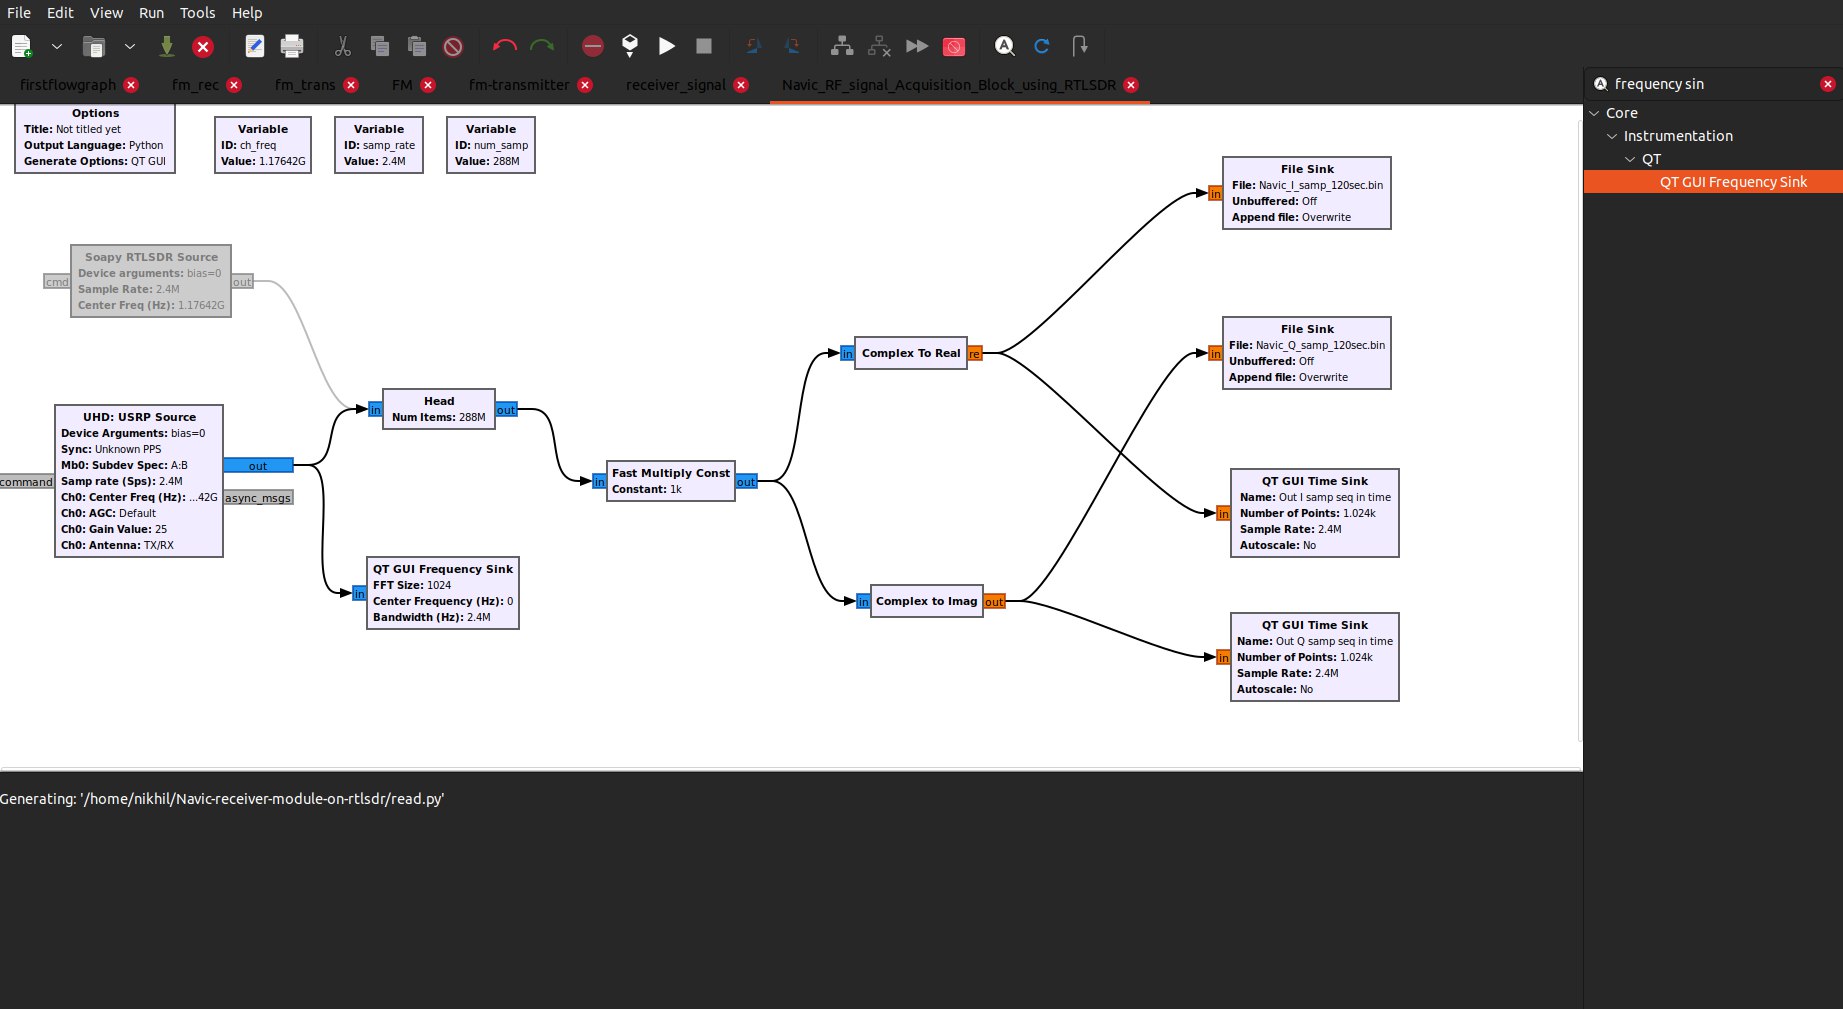 File Edit View Run Tools Help
firstflowgraph fm_rec fm_trans FM fm-transmitter receiver_signal Navic_RF_signal_Acquisition_Block_using_RTLSDR
frequency sin
Core
Instrumentation
QT
QT GUI Frequency Sink
Options
Title: Not titled yet
Output Language: Python
Generate Options: QT GUI
Variable
ID: ch_freq
Value: 1.17642G
Variable
ID: samp_rate
Value: 2.4M
Variable
ID: num_samp
Value: 288M
Soapy RTLSDR Source
Device arguments: bias=0
Sample Rate: 2.4M
Center Freq (Hz): 1.17642G
cmd
out
UHD: USRP Source
Device Arguments: bias=0
Sync: Unknown PPS
Mb0: Subdev Spec: A:B
Samp rate (Sps): 2.4M
Ch0: Center Freq (Hz): ...42G
Ch0: AGC: Default
Ch0: Gain Value: 25
Ch0: Antenna: TX/RX
command
out
async_msgs
in
Head
Num Items: 288M
out
in
QT GUI Frequency Sink
FFT Size: 1024
Center Frequency (Hz): 0
Bandwidth (Hz): 2.4M
in
Fast Multiply Const
Constant: 1k
out
in
Complex To Real
re
in
Complex to Imag
out
in
File Sink
File: Navic_I_samp_120sec.bin
Unbuffered: Off
Append file: Overwrite
in
File Sink
File: Navic_Q_samp_120sec.bin
Unbuffered: Off
Append file: Overwrite
in
QT GUI Time Sink
Name: Out I samp seq in time
Number of Points: 1.024k
Sample Rate: 2.4M
Autoscale: No
in
QT GUI Time Sink
Name: Out Q samp seq in time
Number of Points: 1.024k
Sample Rate: 2.4M
Autoscale: No
Generating: '/home/nikhil/Navic-receiver-module-on-rtlsdr/read.py'